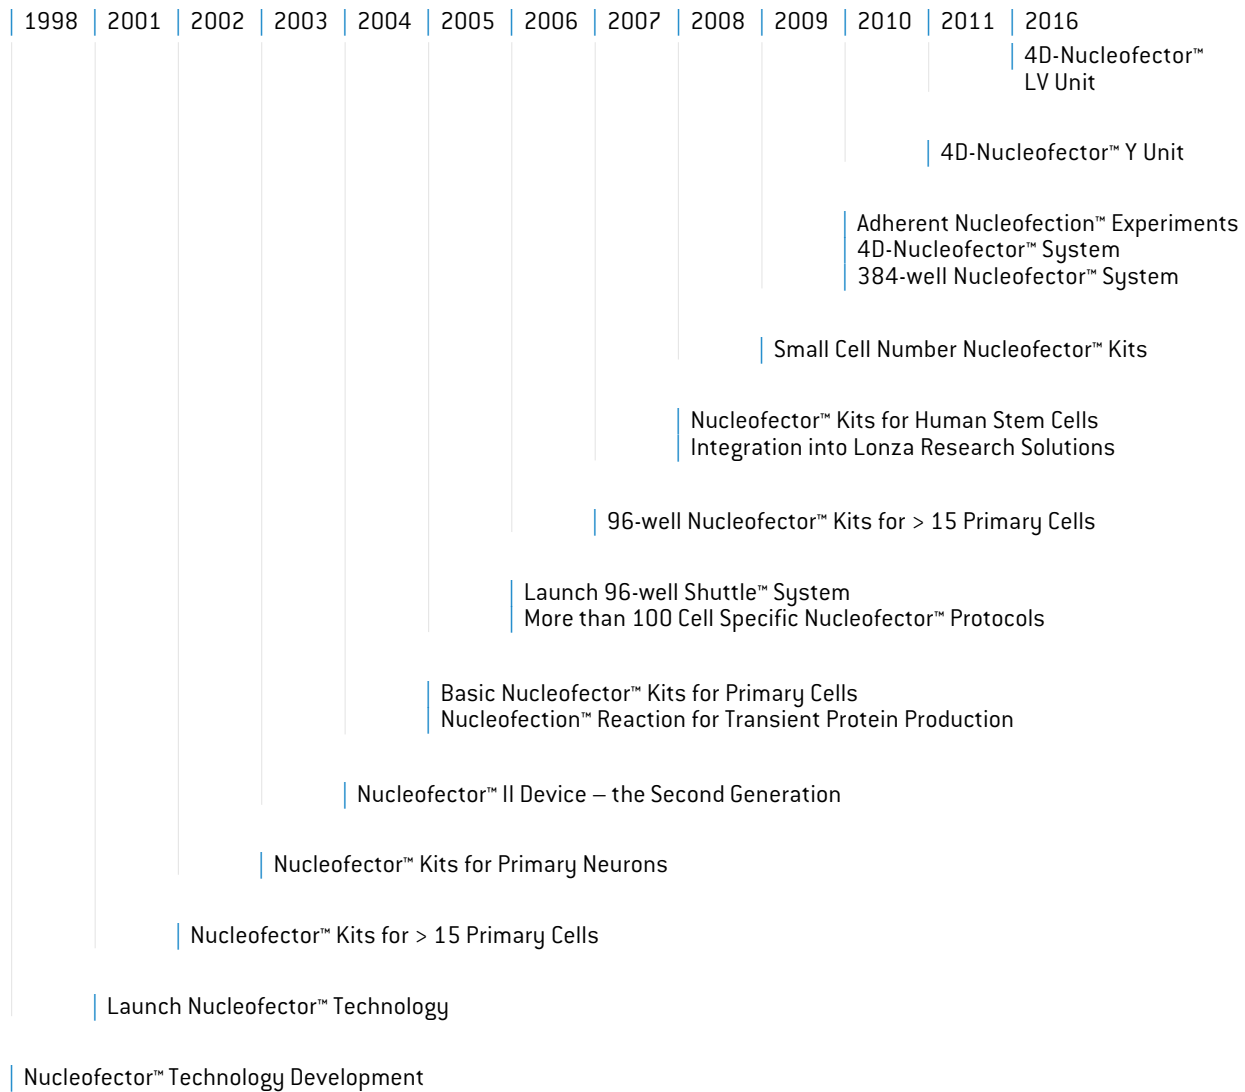 1998 2001 2002 2003 2004 2005 2006 2007 2008 2009 2010 2011 2016
4D-Nucleofector™
LV Unit
4D-Nucleofector™ Y Unit
Adherent Nucleofection™ Experiments
4D-Nucleofector™ System
384-well Nucleofector™ System
Small Cell Number Nucleofector™ Kits
Nucleofector™ Kits for Human Stem Cells
Integration into Lonza Research Solutions
96-well Nucleofector™ Kits for > 15 Primary Cells
Launch 96-well Shuttle™ System
More than 100 Cell Specific Nucleofector™ Protocols
Basic Nucleofector™ Kits for Primary Cells
Nucleofection™ Reaction for Transient Protein Production
Nucleofector™ II Device – the Second Generation
Nucleofector™ Kits for Primary Neurons
Nucleofector™ Kits for > 15 Primary Cells
Launch Nucleofector™ Technology
Nucleofector™ Technology Development